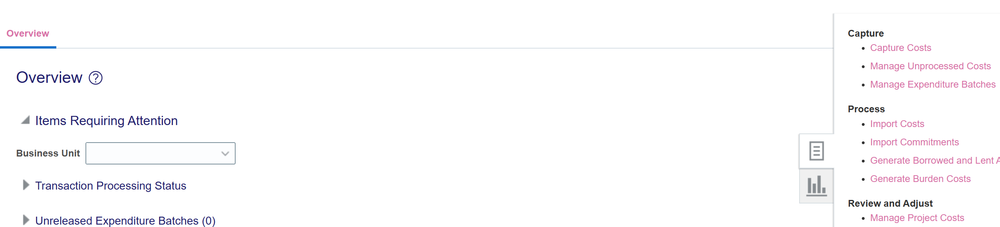 Overview
Overview
Items Requiring Attention
Business Unit
Transaction Processing Status
Unreleased Expenditure Batches (0)
Capture
Capture Costs
Manage Unprocessed Costs
Manage Expenditure Batches
Process
Import Costs
Import Commitments
Generate Borrowed and Lent A
Generate Burden Costs
Review and Adjust
Manage Project Costs